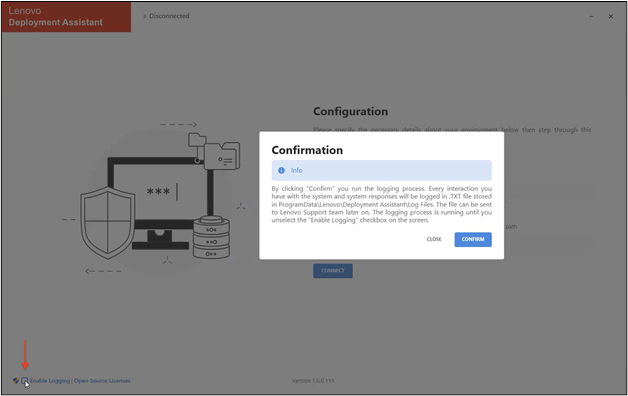 Lenovo
Deployment Assistant
Disconnected
Configuration
Please specify the necessary details about your environment below then step through this
Confirmation
Info
By clicking "Confirm" you run the logging process. Every interaction you
have with the system and system responses will be logged in .TXT file stored
in ProgramData\Lenovo\Deployment Assistant\Log Files. The file can be sent
to Lenovo Support team later on. The logging process is running until you
unselect the "Enable Logging" checkbox on the screen.
path.
CLOSE
CONFIRM
CONNECT
***
Enable Logging | Open Source Licenses
Version 1.6.0.111